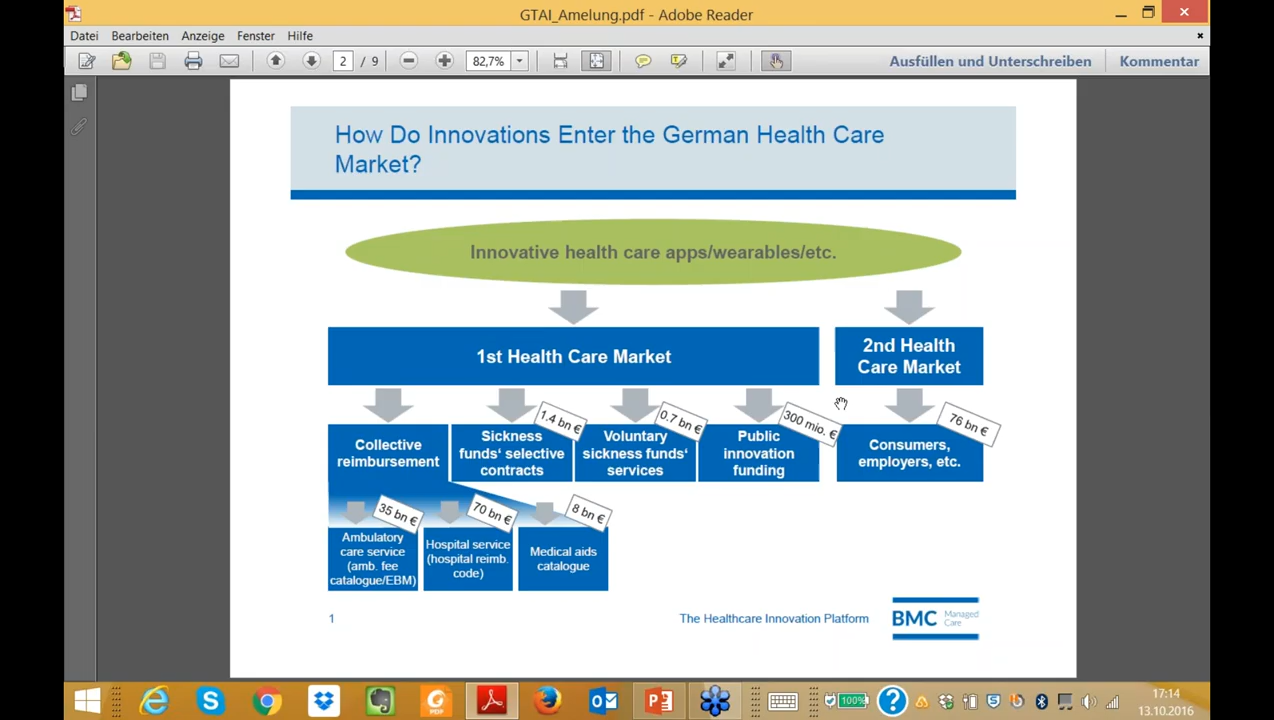 GTAI_Amelung.pdf - Adobe Reader
Datei Bearbeiten Anzeige Fenster Hilfe
2 / 9 82,7% Ausfüllen und Unterschreiben Kommentar
How Do Innovations Enter the German Health Care
Market?
Innovative health care apps/wearables/etc.
1st Health Care Market
2nd Health
Care Market
Collective
reimbursement
1.4 bn €
Sickness
funds‘ selective
contracts
0.7 bn €
Voluntary
sickness funds‘
services
300 mio. €
Public
innovation
funding
76 bn €
Consumers,
employers, etc.
35 bn €
Ambulatory
care service
(amb. fee
catalogue/EBM)
70 bn €
Hospital service
(hospital reimb.
code)
8 bn €
Medical aids
catalogue
1
The Healthcare Innovation Platform
BMC Managed
Care
100%
17:14
13.10.2016